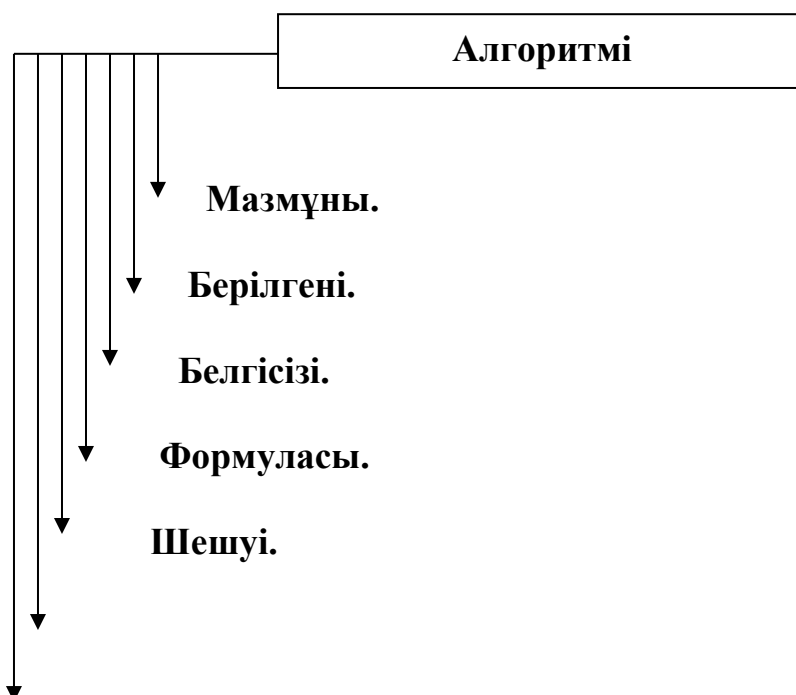 Алгоритмі
Мазмұны.
Берілгені.
Белгісізі.
Формуласы.
Шешуі.